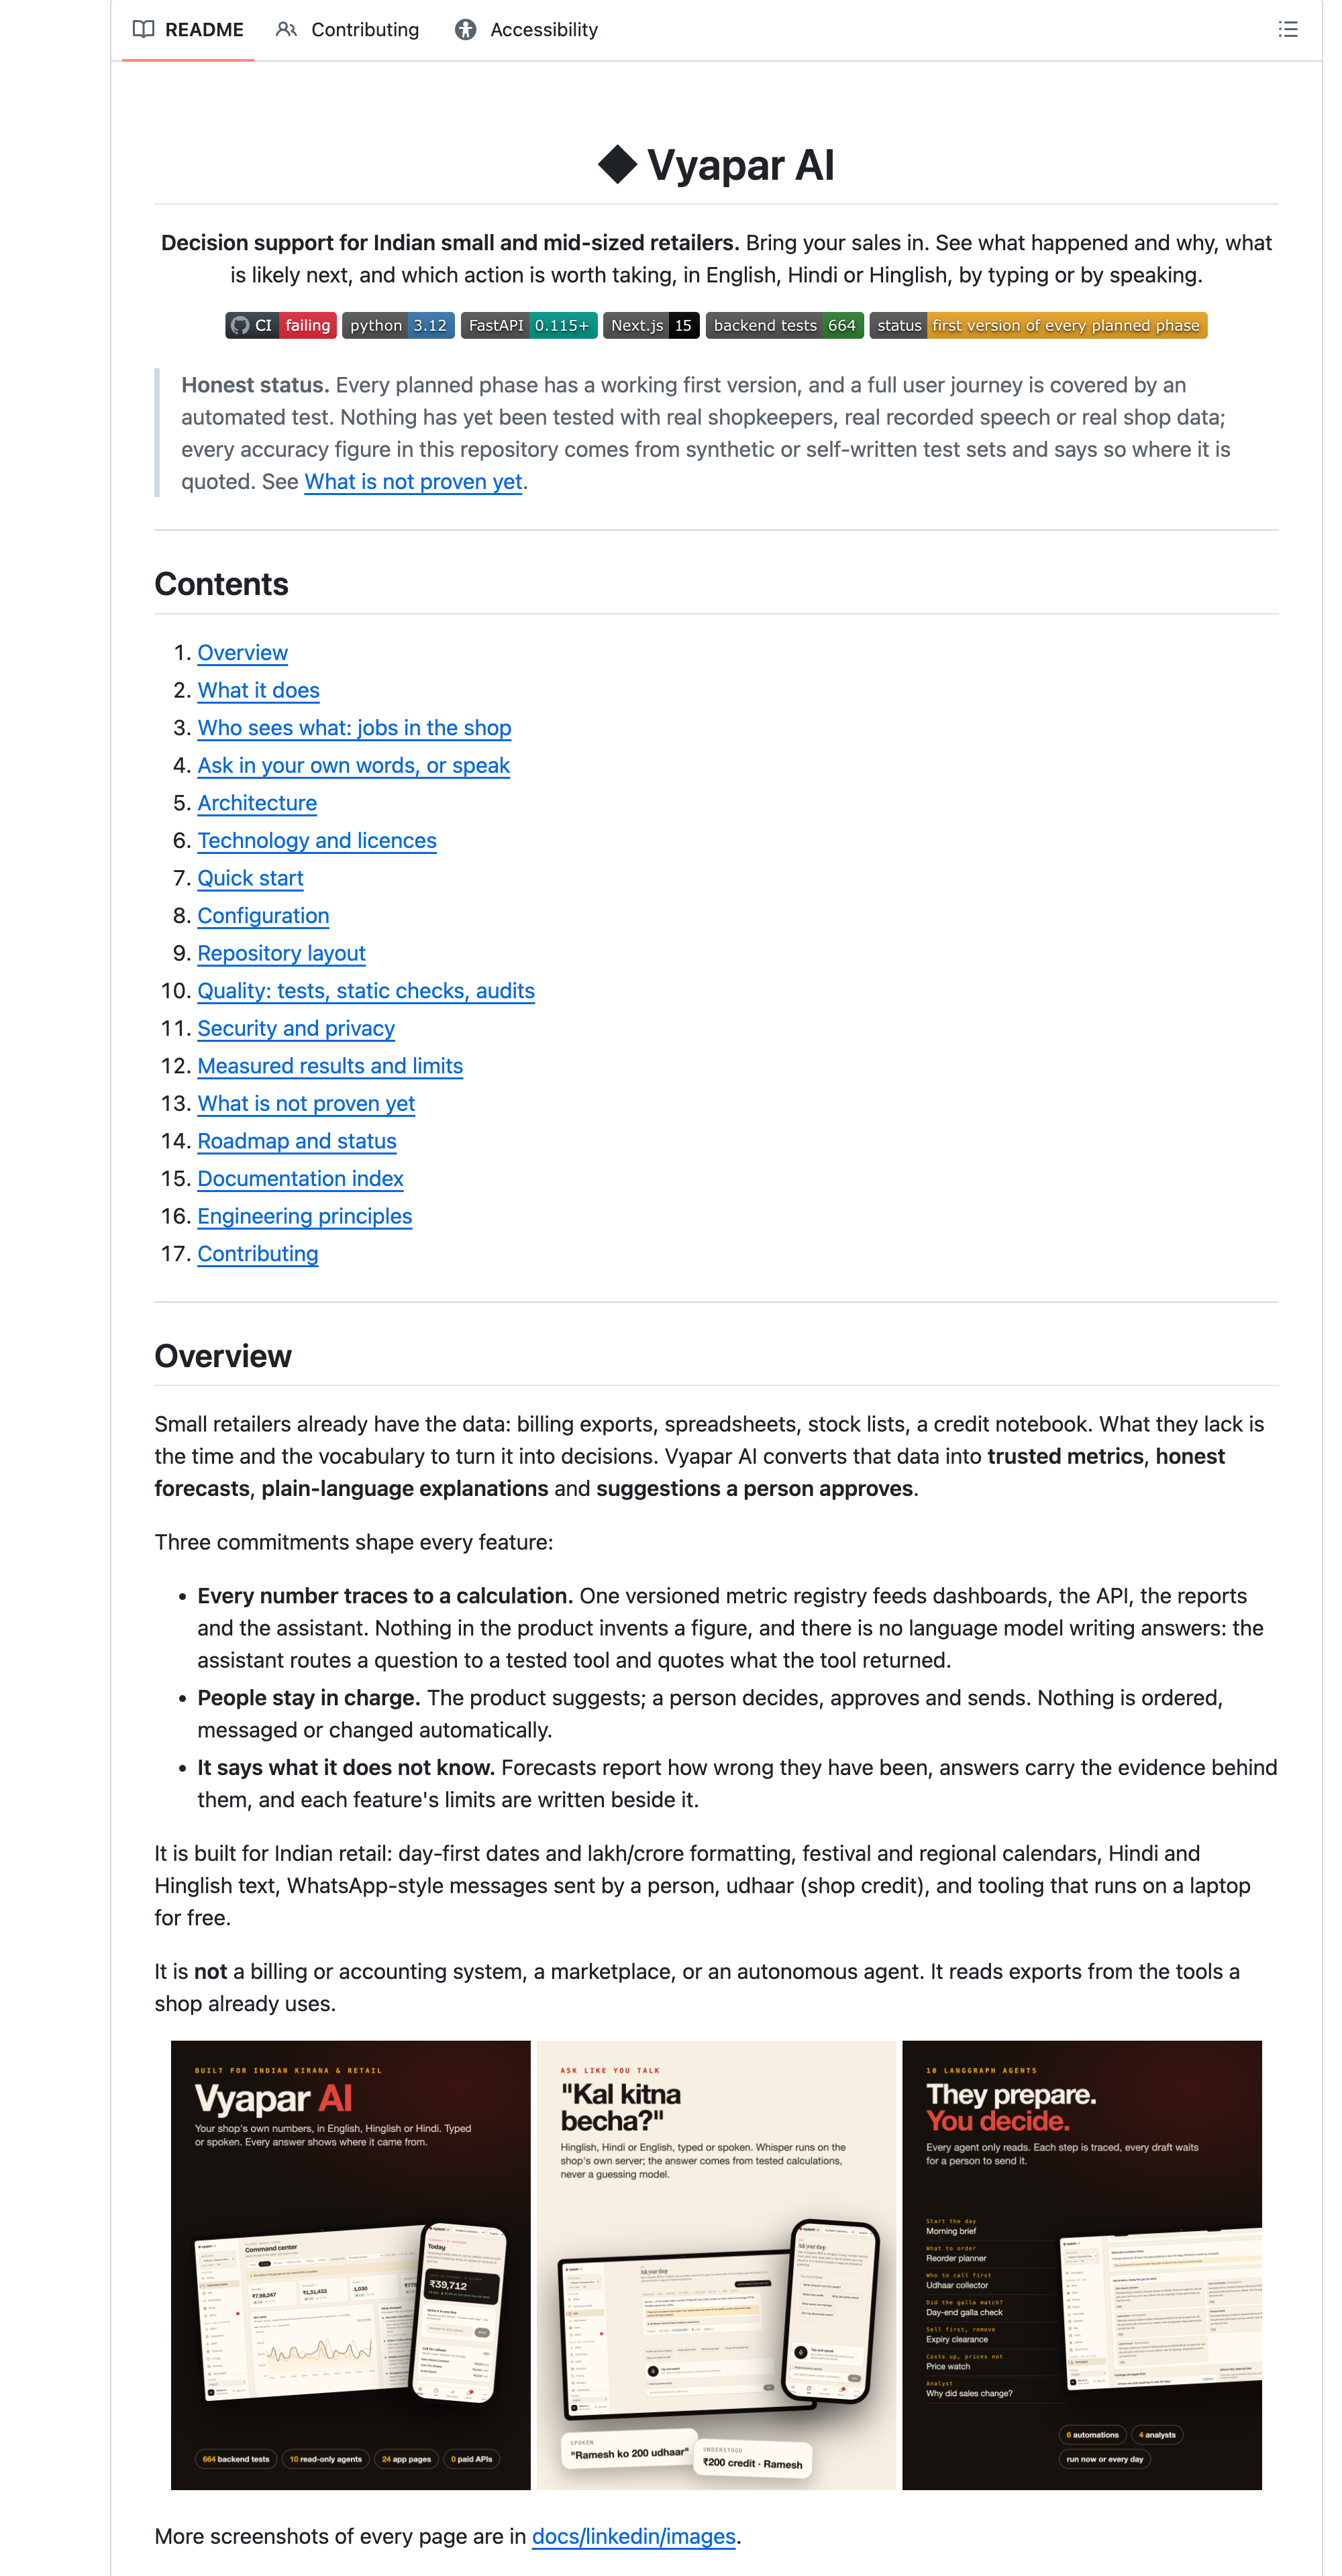 README
Contributing
Accessibility
◆ Vyapar AI
Decision support for Indian small and mid-sized retailers. Bring your sales in. See what happened and why, what
is likely next, and which action is worth taking, in English, Hindi or Hinglish, by typing or by speaking.
CI failing
python 3.12
FastAPI 0.115+
Next.js 15
backend tests 664
status first version of every planned phase
Honest status. Every planned phase has a working first version, and a full user journey is covered by an
automated test. Nothing has yet been tested with real shopkeepers, real recorded speech or real shop data;
every accuracy figure in this repository comes from synthetic or self-written test sets and says so where it is
quoted. See What is not proven yet.
Contents
1. Overview
2. What it does
3. Who sees what: jobs in the shop
4. Ask in your own words, or speak
5. Architecture
6. Technology and licences
7. Quick start
8. Configuration
9. Repository layout
10. Quality: tests, static checks, audits
11. Security and privacy
12. Measured results and limits
13. What is not proven yet
14. Roadmap and status
15. Documentation index
16. Engineering principles
17. Contributing
Overview
Small retailers already have the data: billing exports, spreadsheets, stock lists, a credit notebook. What they lack is
the time and the vocabulary to turn it into decisions. Vyapar AI converts that data into trusted metrics, honest
forecasts, plain-language explanations and suggestions a person approves.
Three commitments shape every feature:
• Every number traces to a calculation. One versioned metric registry feeds dashboards, the API, the reports
and the assistant. Nothing in the product invents a figure, and there is no language model writing answers: the
assistant routes a question to a tested tool and quotes what the tool returned.
• People stay in charge. The product suggests; a person decides, approves and sends. Nothing is ordered,
messaged or changed automatically.
• It says what it does not know. Forecasts report how wrong they have been, answers carry the evidence behind
them, and each feature's limits are written beside it.
It is built for Indian retail: day-first dates and lakh/crore formatting, festival and regional calendars, Hindi and
Hinglish text, WhatsApp-style messages sent by a person, udhaar (shop credit), and tooling that runs on a laptop
for free.
It is not a billing or accounting system, a marketplace, or an autonomous agent. It reads exports from the tools a
shop already uses.
BUILT FOR INDIAN KIRANA & RETAIL
Vyapar AI
Your shop's own numbers, in English, Hinglish or Hindi. Typed
or spoken. Every answer shows where it came from.
Command center
₹7,98,247
₹1,31,433
1,030
Today
₹39,712
664 backend tests
10 read-only agents
24 app pages
0 paid APIs
ASK LIKE YOU TALK
"Kal kitna
becha?"
Hinglish, Hindi or English, typed or spoken. Whisper runs on the
shop's own server; the answer comes from tested calculations,
never a guessing model.
Ask your shop
Ask your shop
Tap and speak
Tap and speak
SPOKEN
"Ramesh ko 200 udhaar"
UNDERSTOOD
₹200 credit · Ramesh
10 LANGGRAPH AGENTS
They prepare.
You decide.
Every agent only reads. Each step is traced, every draft waits
for a person to send it.
Start the day
Morning brief
What to order
Reorder planner
Who to call first
Udhaar collector
Did the galla match?
Day-end galla check
Sell first, remove
Expiry clearance
Costs up, prices not
Price watch
Analyst
Why did sales change?
6 automations
4 analysts
run now or every day
More screenshots of every page are in docs/linkedin/images.